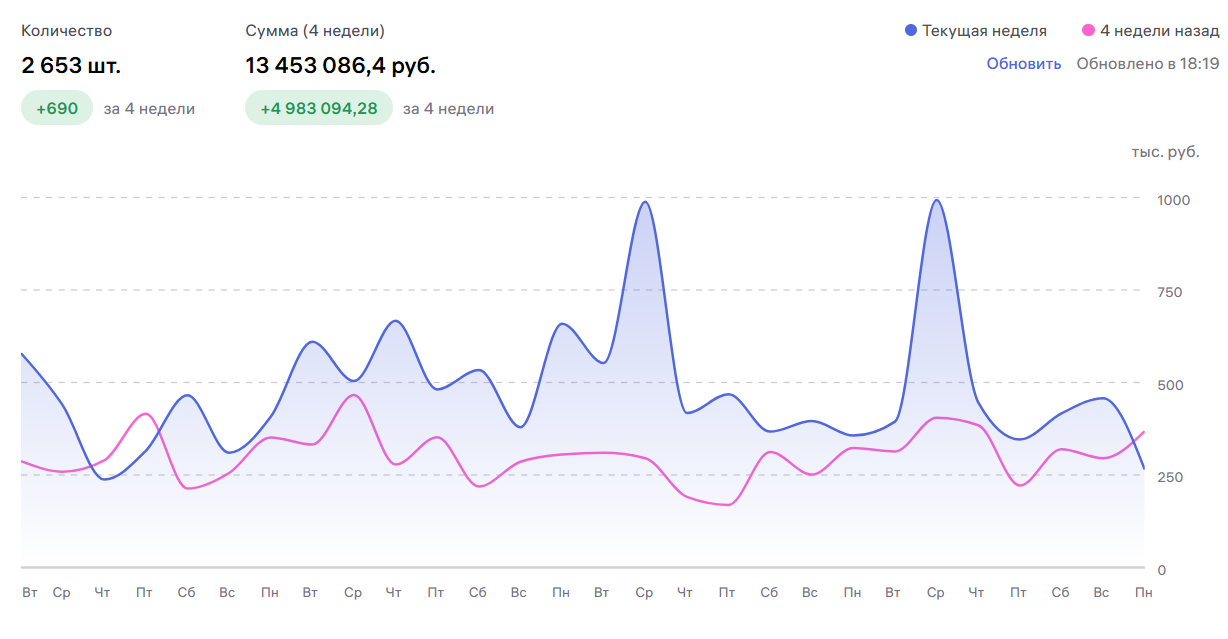 Количество
Сумма (4 недели)
Текущая неделя
4 недели назад
2 653 шт.
13 453 086,4 руб.
Обновить
Обновлено в 18:19
+690
за 4 недели
+4 983 094,28
за 4 недели
тыс. руб.
1000
750
500
250
0
Вт Ср Чт Пт Сб Вс Пн Вт Ср Чт Пт Сб Вс Пн Вт Ср Чт Пт Сб Вс Пн Вт Ср Чт Пт Сб Вс Пн